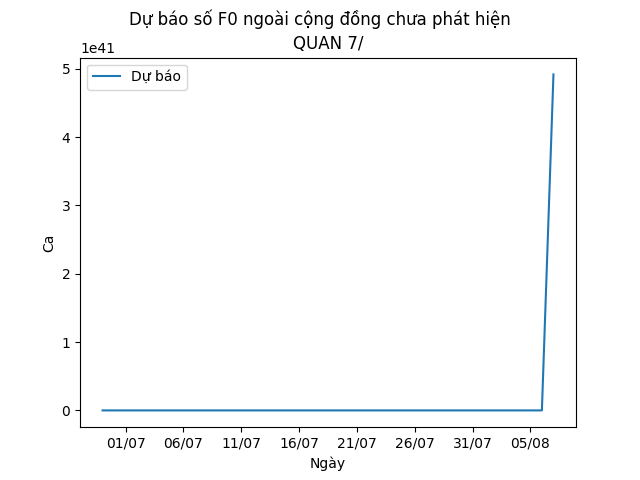 Dự báo số F0 ngoài cộng đồng chưa phát hiện
QUAN 7/
1e41
Dự báo
5
4
3
2
1
0
Ca
01/07 06/07 11/07 16/07 21/07 26/07 31/07 05/08
Ngày